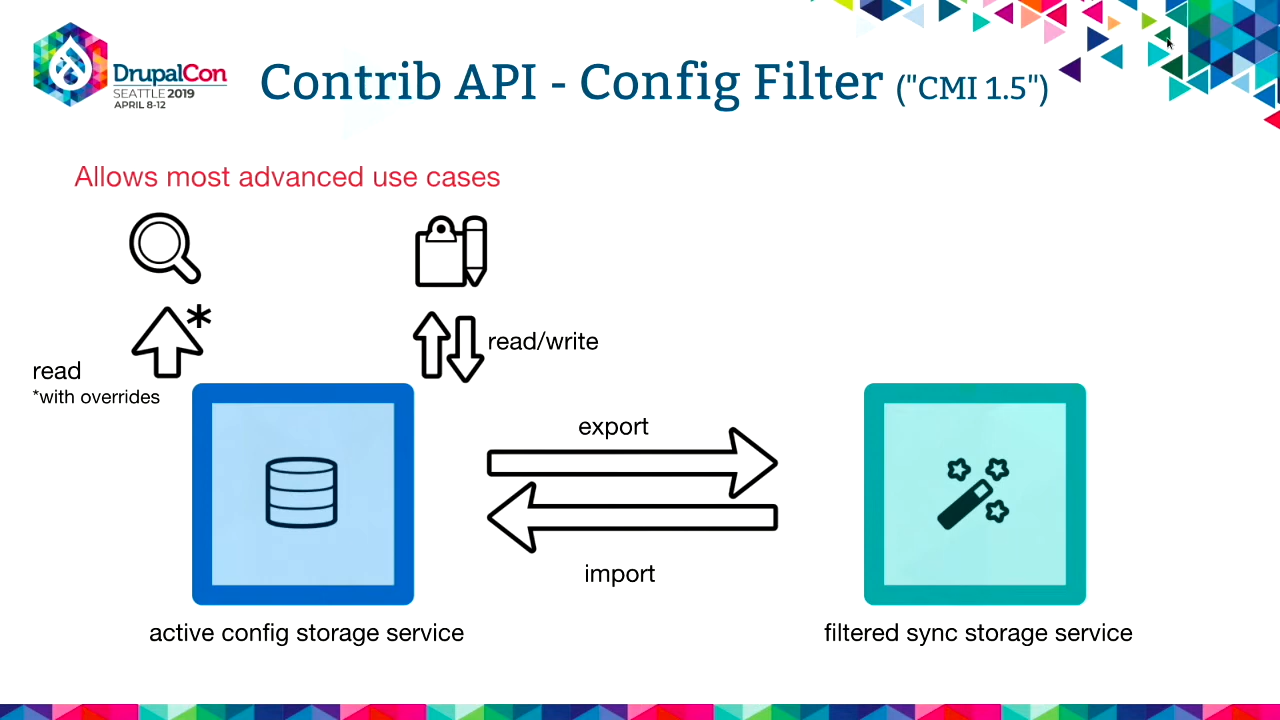 DrupalCon
SEATTLE 2019
APRIL 8-12
Contrib API - Config Filter ("CMI 1.5")
Allows most advanced use cases
*
read
*with overrides
read/write
export
import
active config storage service
filtered sync storage service